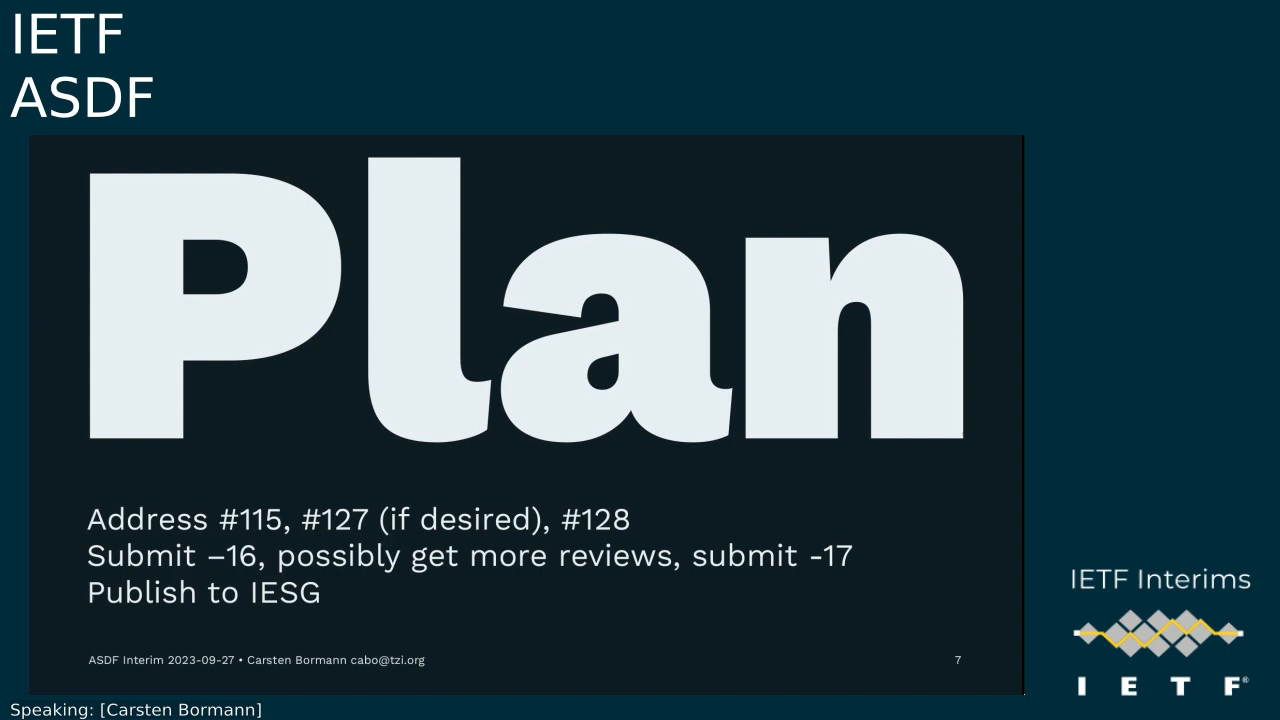 IETF
ASDF
Plan
Address #115, #127 (if desired), #128
Submit –16, possibly get more reviews, submit -17
Publish to IESG
ASDF Interim 2023-09-27 • Carsten Bormann cabo@tzi.org
7
IETF Interims
I E T F®
Speaking: [Carsten Bormann]